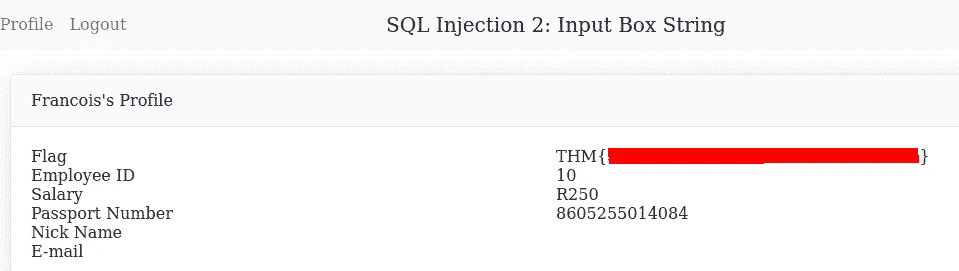 Profile Logout SQL Injection 2: Input Box String
Francois's Profile
Flag THM{ }
Employee ID 10
Salary R250
Passport Number 8605255014084
Nick Name
E-mail